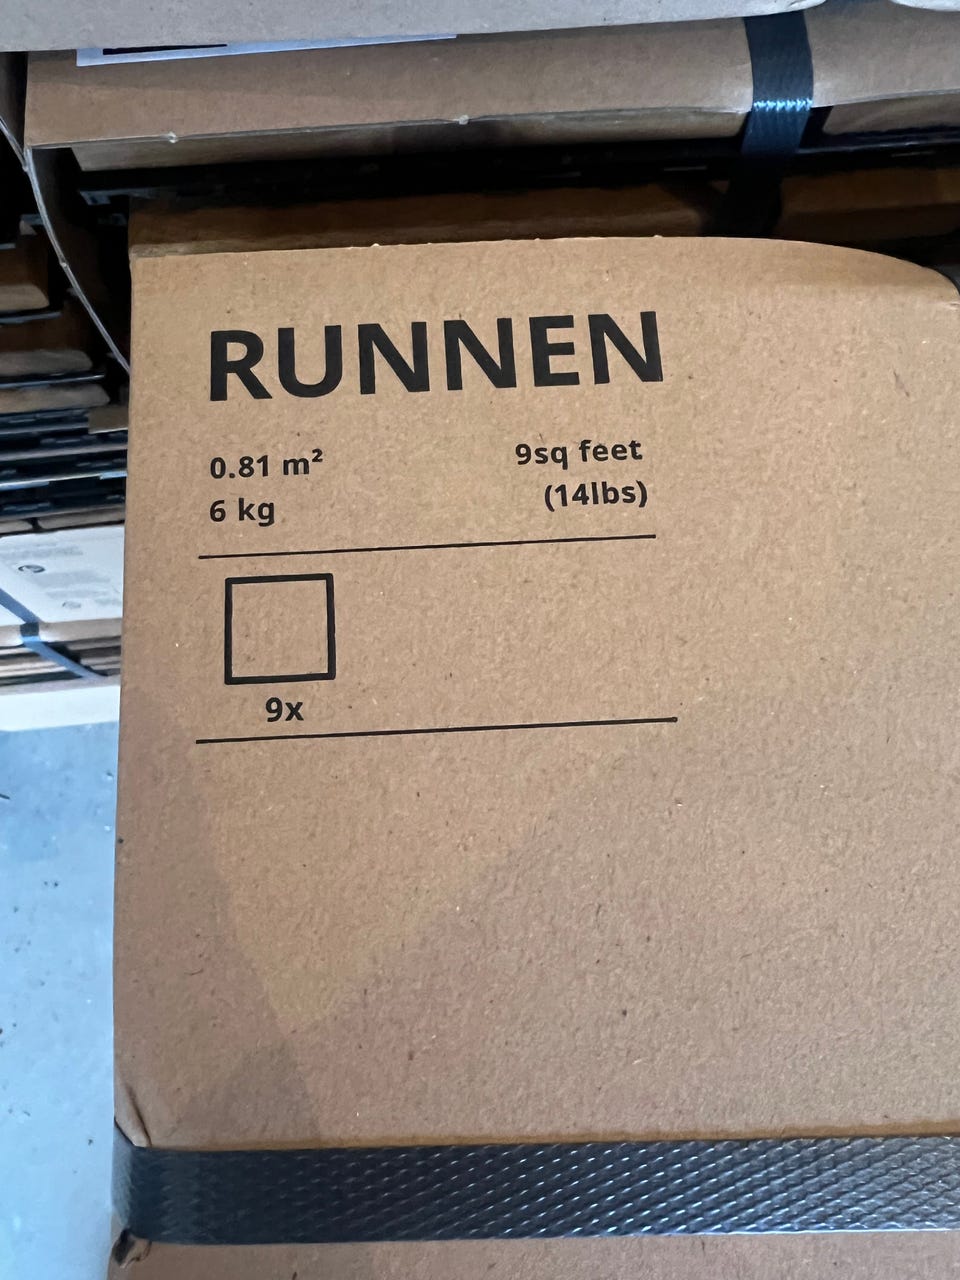 RUNNEN
0.81 m² 9sq feet
6 kg (14lbs)
9x